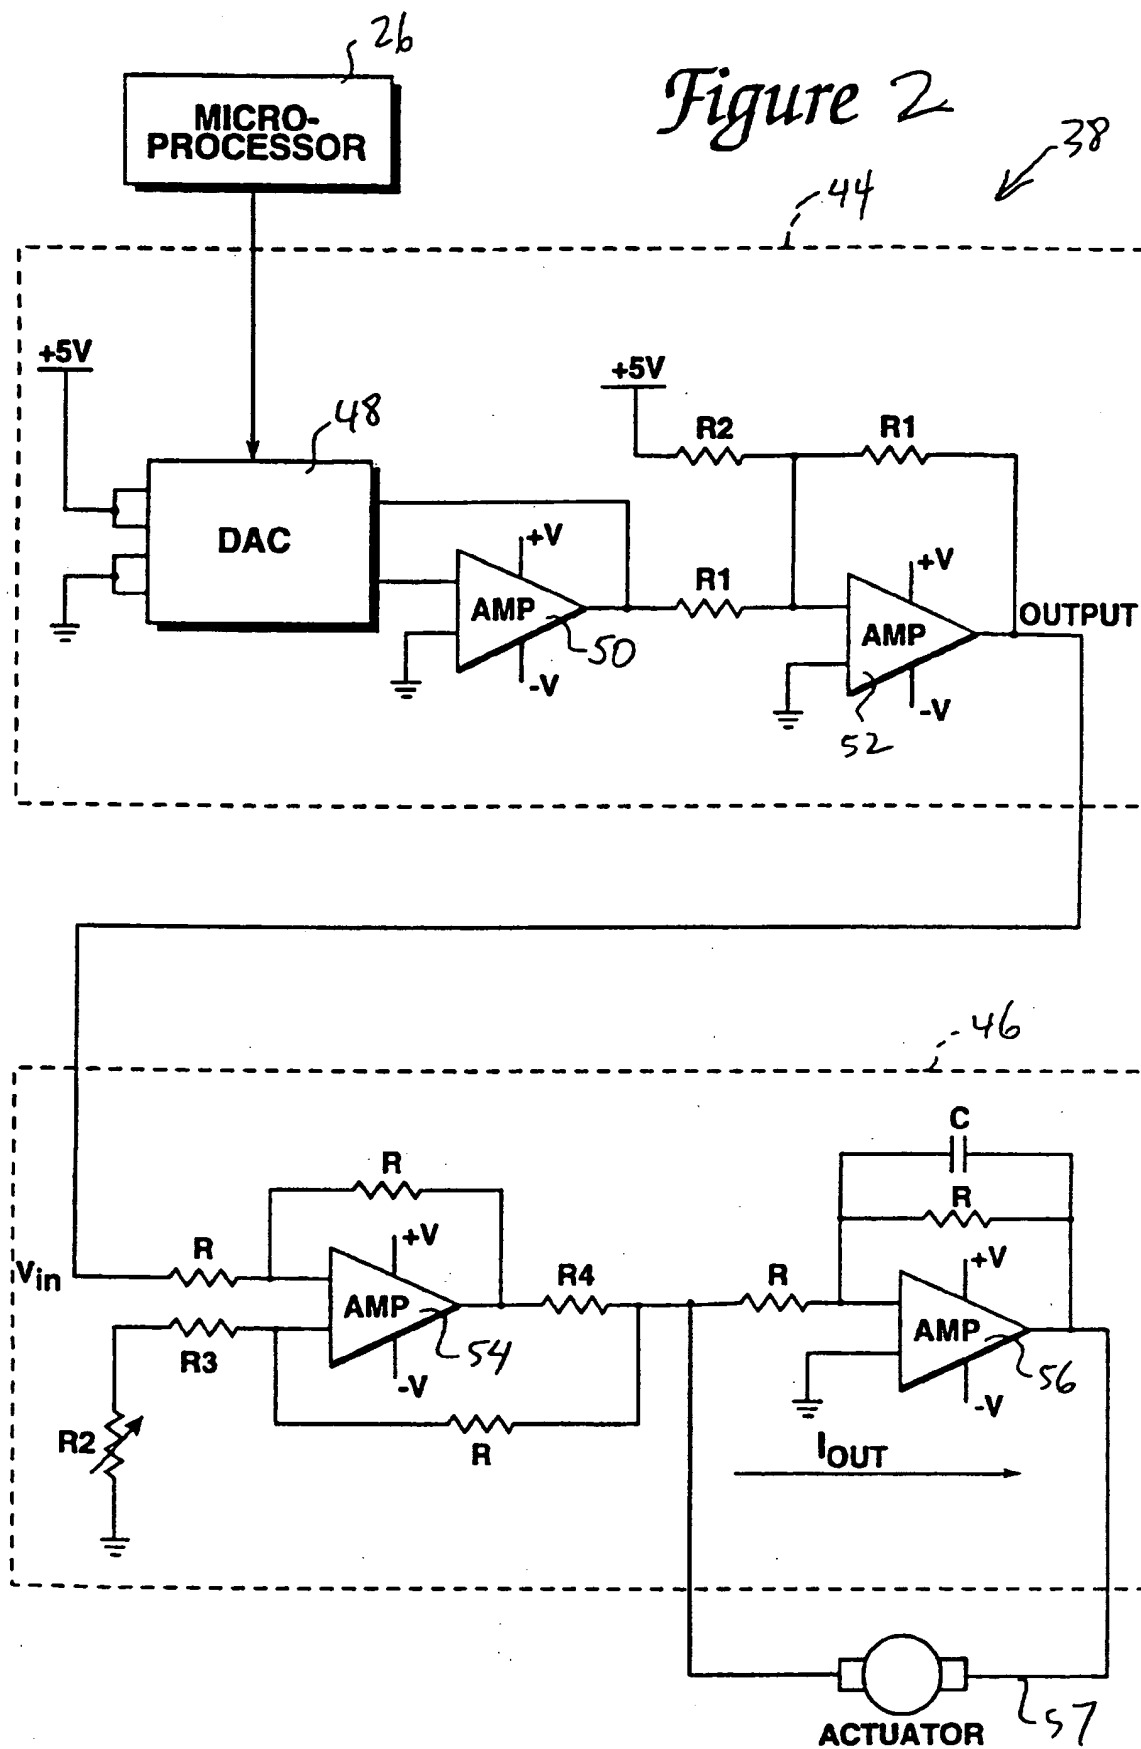 26
Figure 2
MICRO-
PROCESSOR
38
44
+5V
+5V
48
R2
R1
DAC
+V
+V
R1
AMP
50
AMP
OUTPUT
-V
-V
52
46
C
R
R
+V
R
+V
Vin
R4
R
AMP
54
AMP
56
R3
-V
-V
R2
R
IOUT
57
ACTUATOR